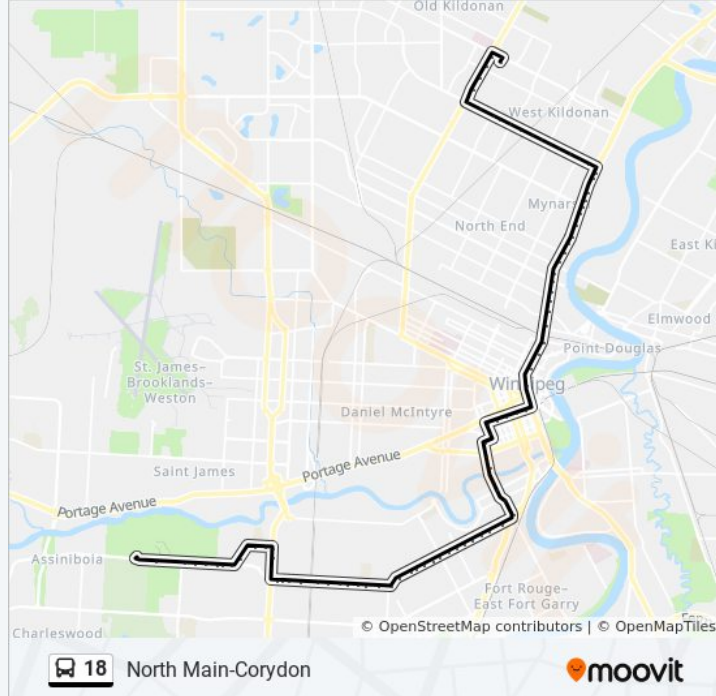 Old Kildonan
West Kildonan
Mynar
North End
East Ki
Elmwood
Point Douglas
St. James–
Brooklands–
Weston
Winnipeg
Daniel McIntyre
Portage Avenue
Saint James
Portage Avenue
Assiniboia
Fort Rouge–
East Fort Garry
Charleswood
© OpenStreetMap contributors | © OpenMapTiles
18 North Main-Corydon
moovit